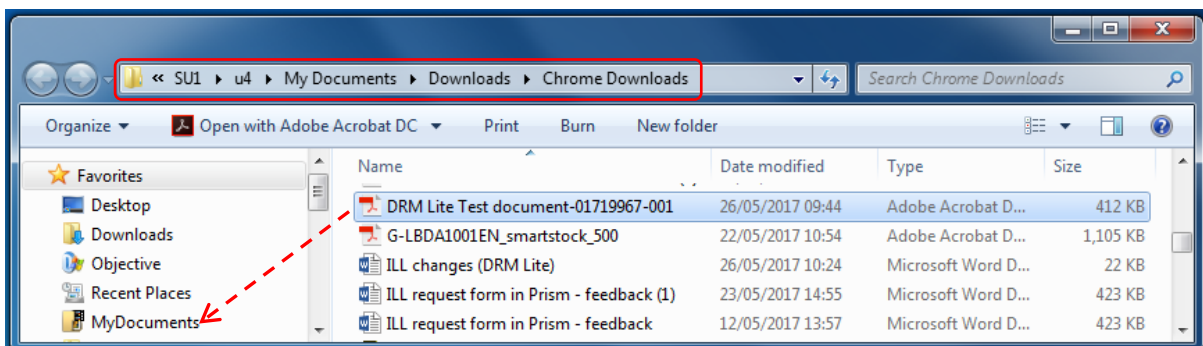 « SU1 ▸ u4 ▸ My Documents ▸ Downloads ▸ Chrome Downloads
Search Chrome Downloads
Organize ▾ Open with Adobe Acrobat DC ▾ Print Burn New folder
Favorites
Desktop
Downloads
Objective
Recent Places
MyDocuments
Name Date modified Type Size
DRM Lite Test document-01719967-001 26/05/2017 09:44 Adobe Acrobat D... 412 KB
G-LBDA1001EN_smartstock_500 22/05/2017 10:54 Adobe Acrobat D... 1,105 KB
ILL changes (DRM Lite) 26/05/2017 10:24 Microsoft Word D... 22 KB
ILL request form in Prism - feedback (1) 23/05/2017 14:55 Microsoft Word D... 423 KB
ILL request form in Prism - feedback 12/05/2017 13:57 Microsoft Word D... 423 KB